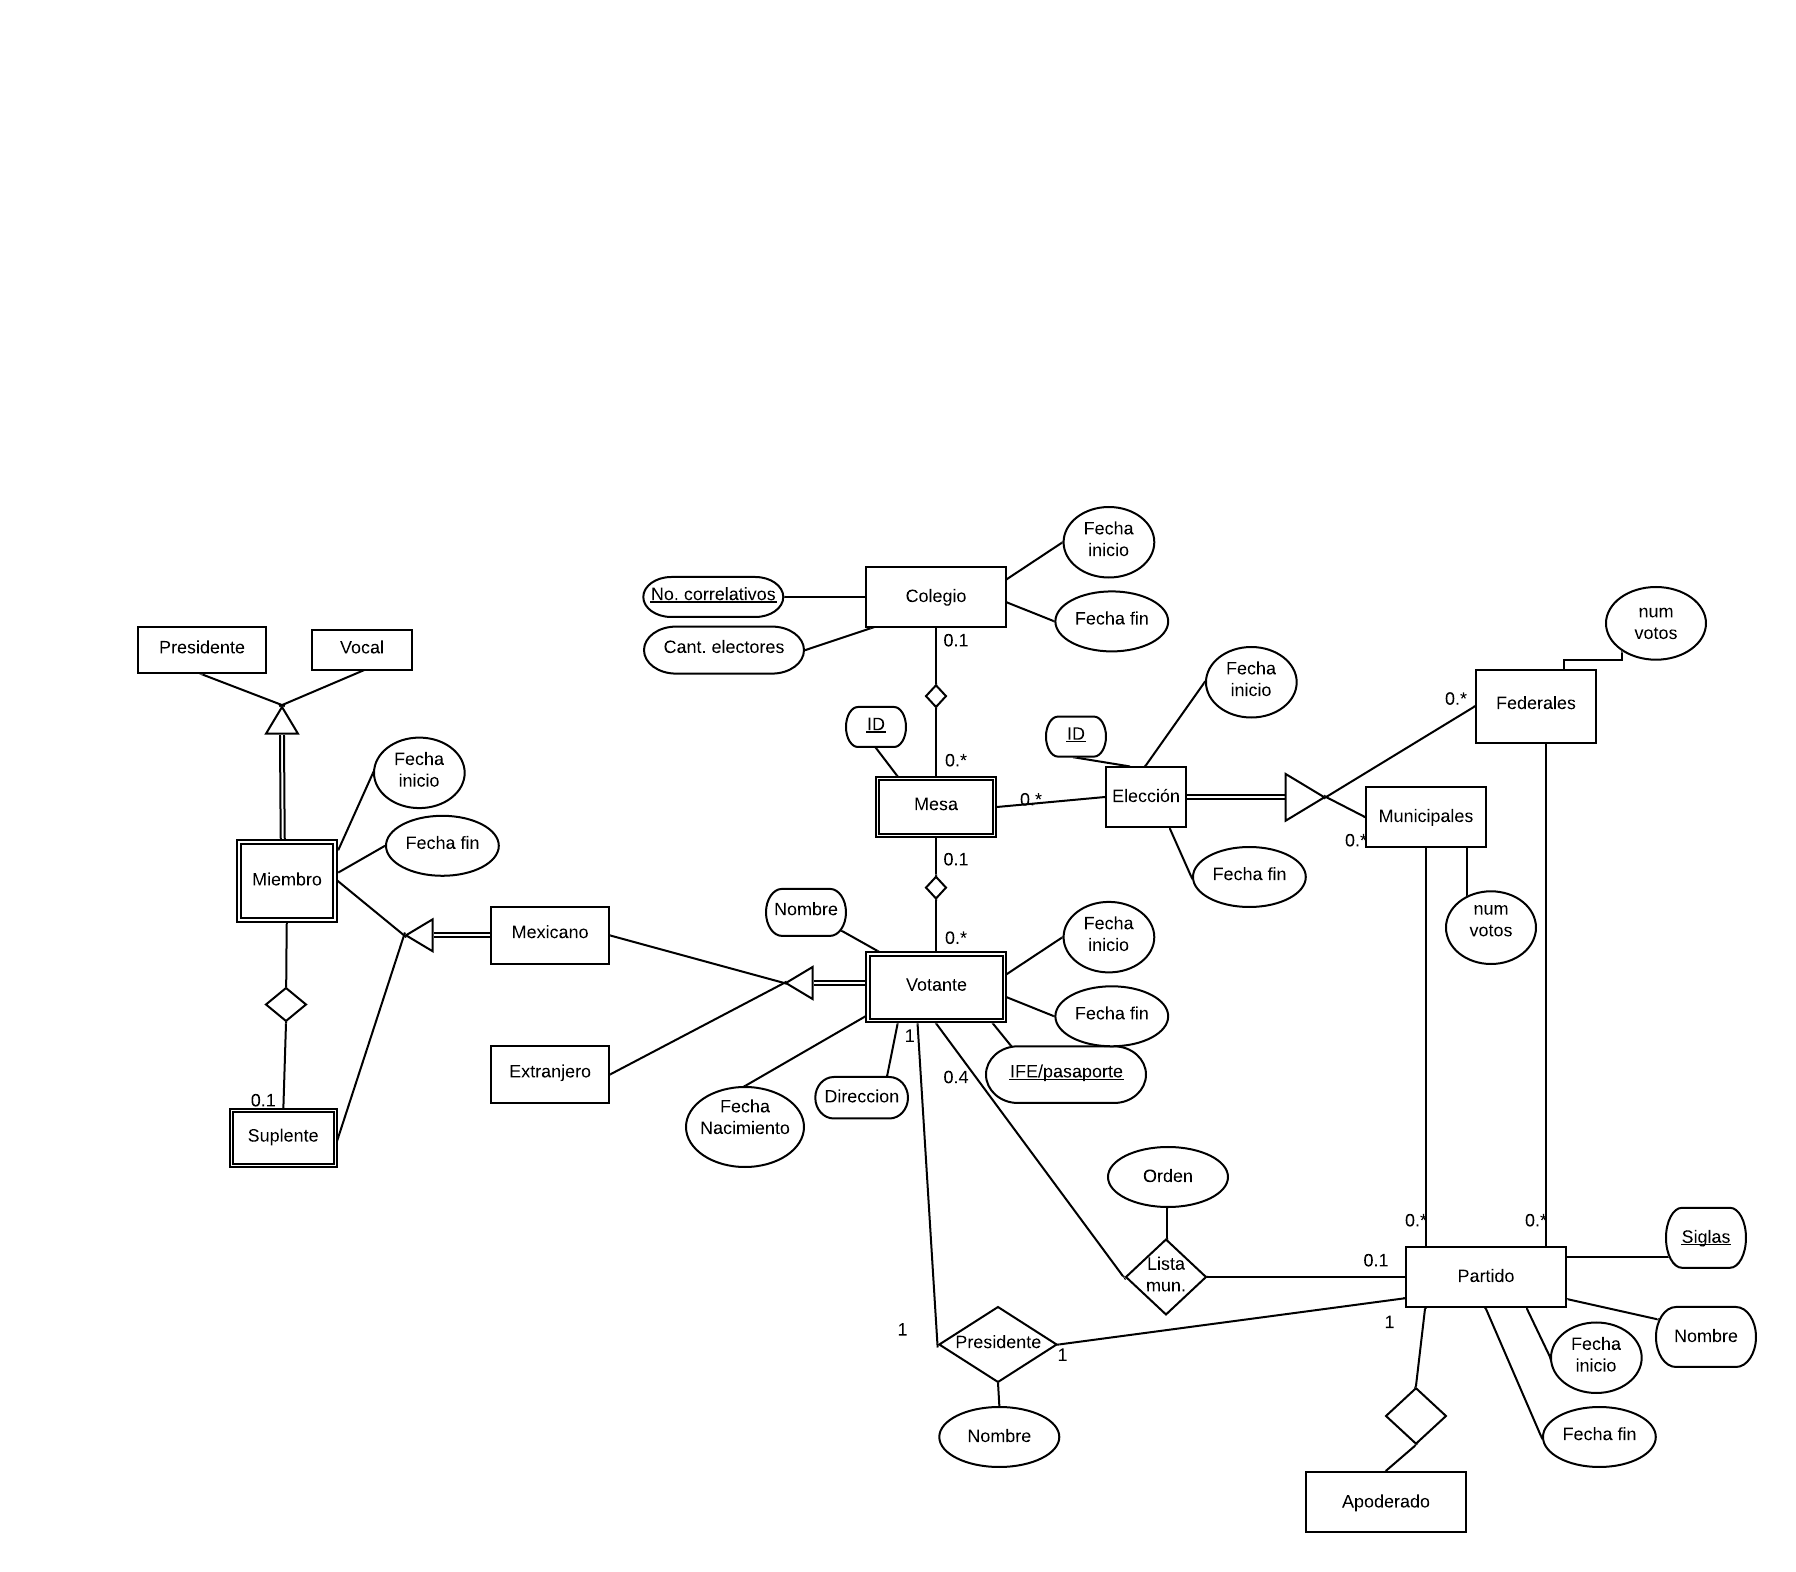 Fecha
inicio
No. correlativos
Colegio
Fecha fin
Cant. electores
0.1
num
votos
Presidente
Vocal
Fecha
inicio
0.*
Federales
ID
ID
Fecha
inicio
0.*
Fecha fin
Mesa
0.*
Elección
Municipales
0.*
0.1
Miembro
Fecha fin
Nombre
num
votos
Mexicano
0.*
Fecha
inicio
Votante
Fecha fin
1
Extranjero
0.4
IFE/pasaporte
0.1
Fecha
Nacimiento
Direccion
Suplente
Orden
0.*
0.*
Siglas
Lista
mun.
0.1
Partido
1
Presidente
1
1
Fecha
inicio
Nombre
Nombre
Fecha fin
Apoderado